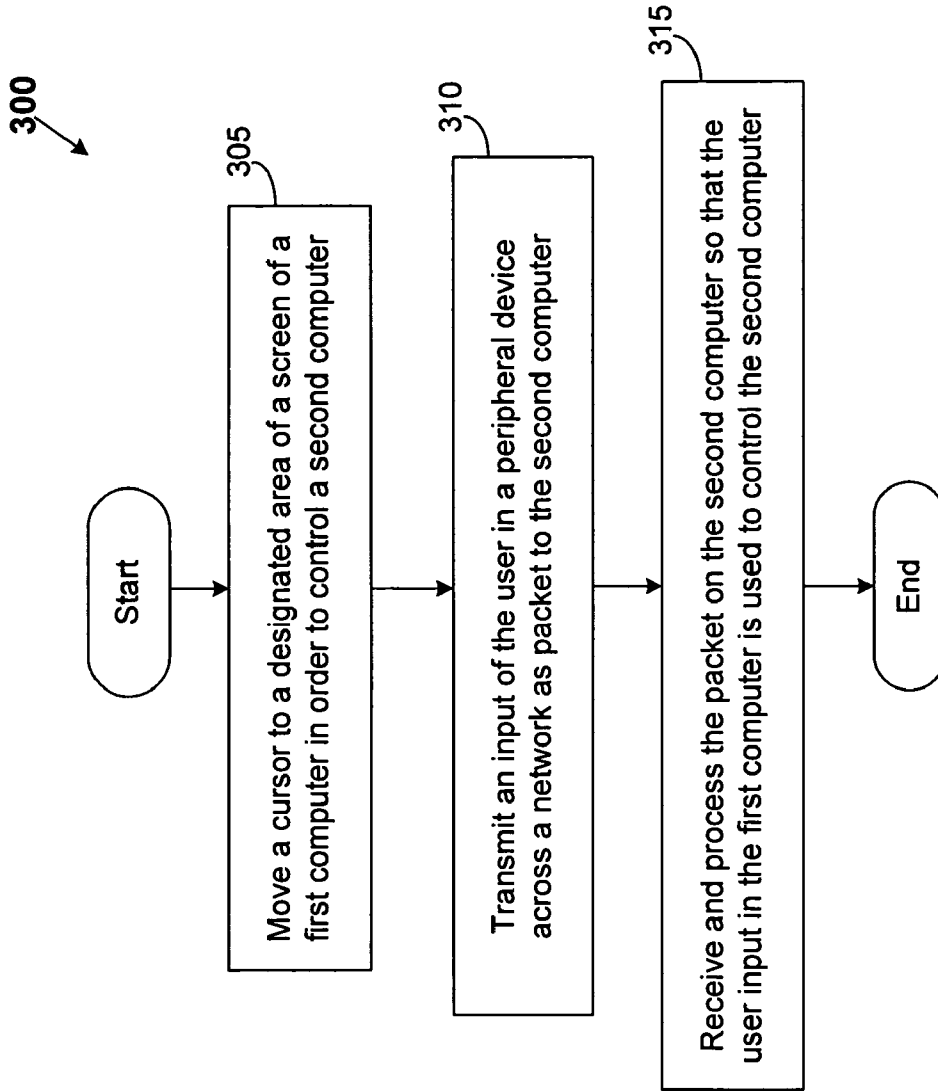 300
Start
305
Move a cursor to a designated area of a screen of a
first computer in order to control a second computer
310
Transmit an input of the user in a peripheral device
across a network as packet to the second computer
315
Receive and process the packet on the second computer so that the
user input in the first computer is used to control the second computer
End